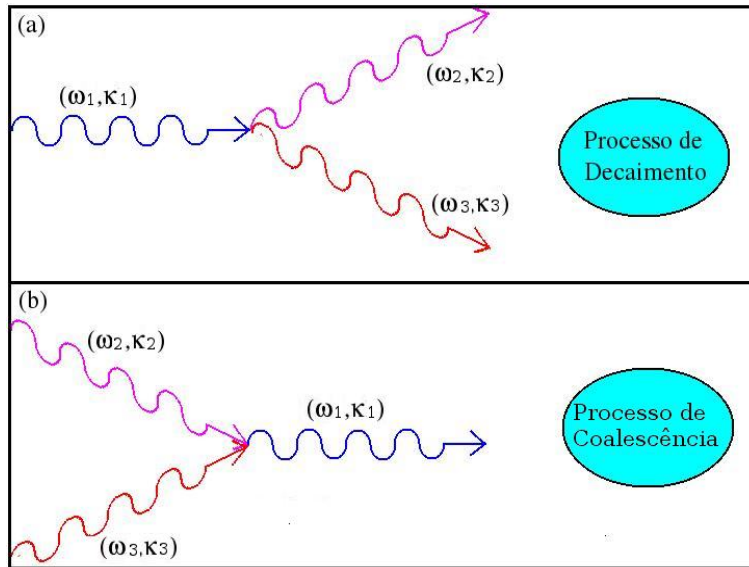 (a)
(ω1,κ1)
(ω2,κ2)
(ω3,κ3)
Processo de
Decaimento
(b)
(ω2,κ2)
(ω1,κ1)
(ω3,κ3)
Processo de
Coalescência